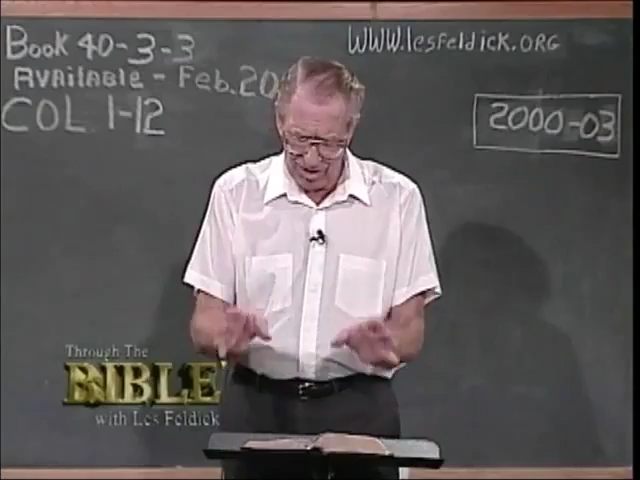 Book 40-3-3
Available - Feb. 20
COL 1-12
WWW.lesfeldick.ORG
2000-03
Through The
BIBLE
with Les Feldick